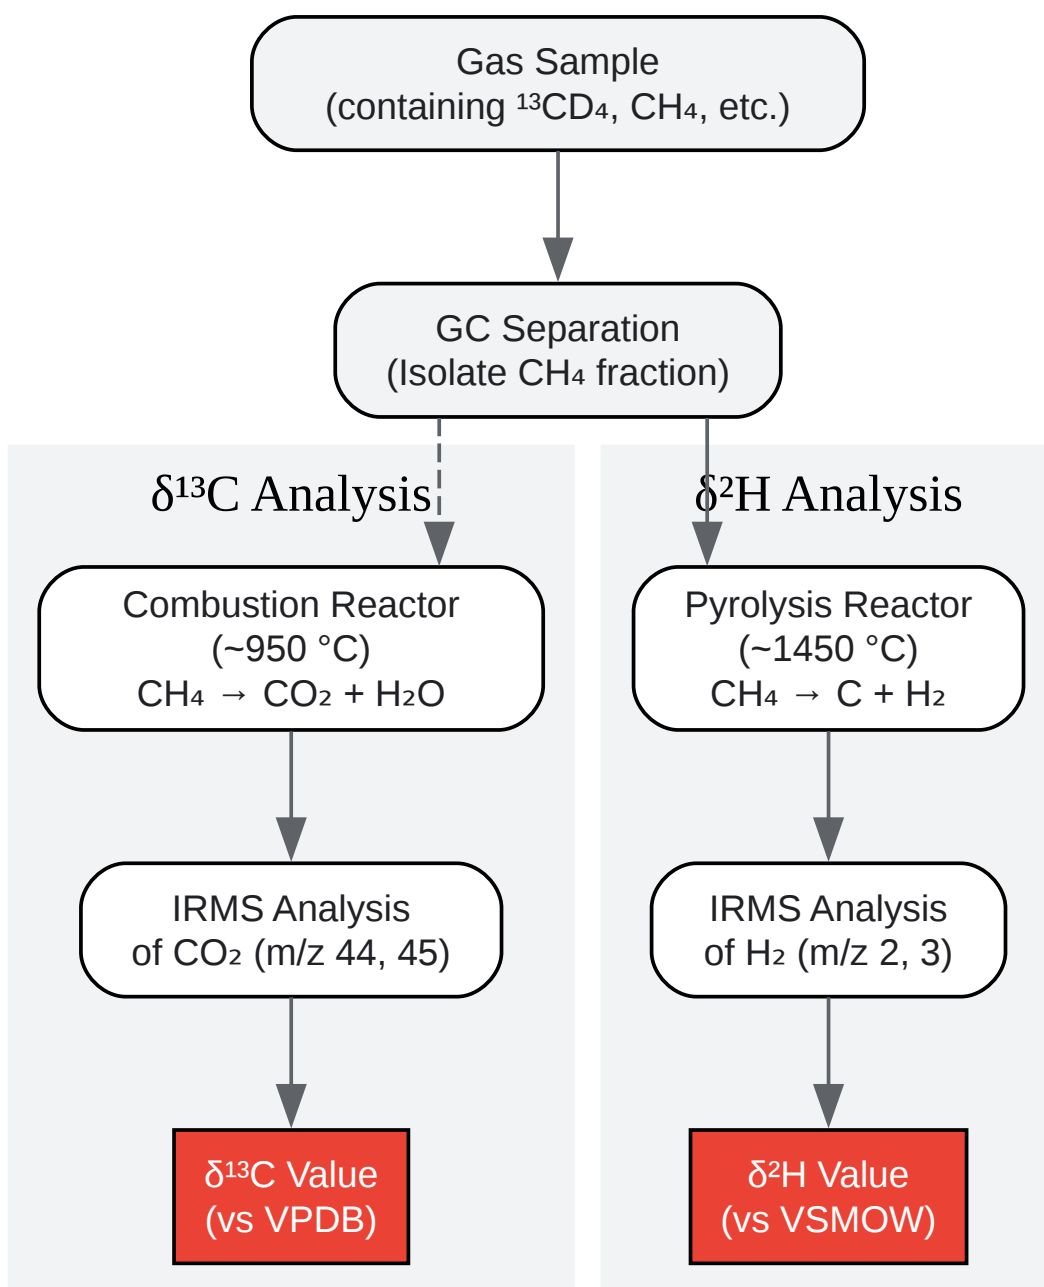 Gas Sample
(containing ¹³CD₄, CH₄, etc.)
GC Separation
(Isolate CH₄ fraction)
δ¹³C Analysis
Combustion Reactor
(~950 °C)
CH₄ → CO₂ + H₂O
IRMS Analysis
of CO₂ (m/z 44, 45)
δ¹³C Value
(vs VPDB)
δ²H Analysis
Pyrolysis Reactor
(~1450 °C)
CH₄ → C + H₂
IRMS Analysis
of H₂ (m/z 2, 3)
δ²H Value
(vs VSMOW)